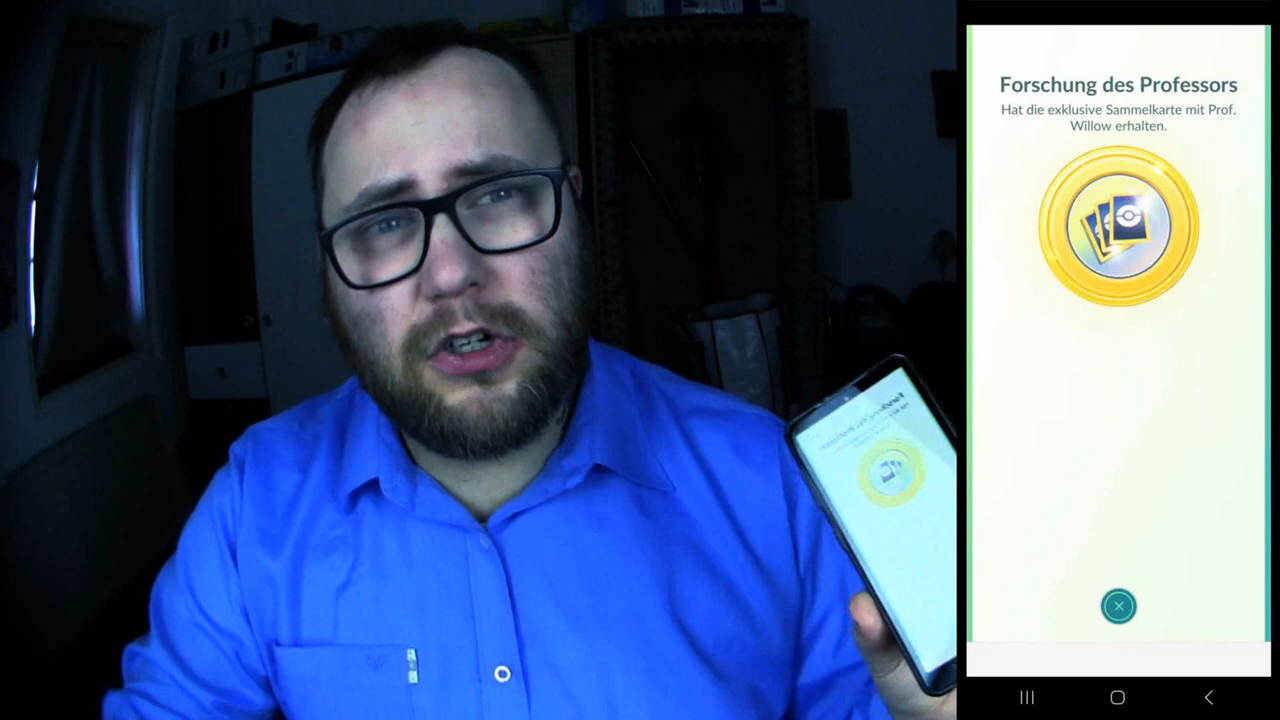 Forschung des Professors
Hat die exklusive Sammelkarte mit Prof.
Willow erhalten.